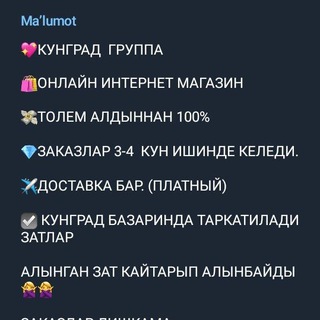 Ma'lumot
💖КУНГРАД ГРУППА
🛍️ОНЛАЙН ИНТЕРНЕТ МАГАЗИН
💸ТОЛЕМ АЛДЫННАН 100%
💎ЗАКАЗЛАР 3-4 КУН ИШИНДЕ КЕЛЕДИ.
✈️ДОСТАВКА БАР. (ПЛАТНЫЙ)
☑️ КУНГРАД БАЗАРИНДА ТАРКАТИЛАДИ
ЗАТЛАР
АЛЫНГАН ЗАТ КАЙТАРЫП АЛЫНБАЙДЫ
🙅‍♀️🙅‍♀️